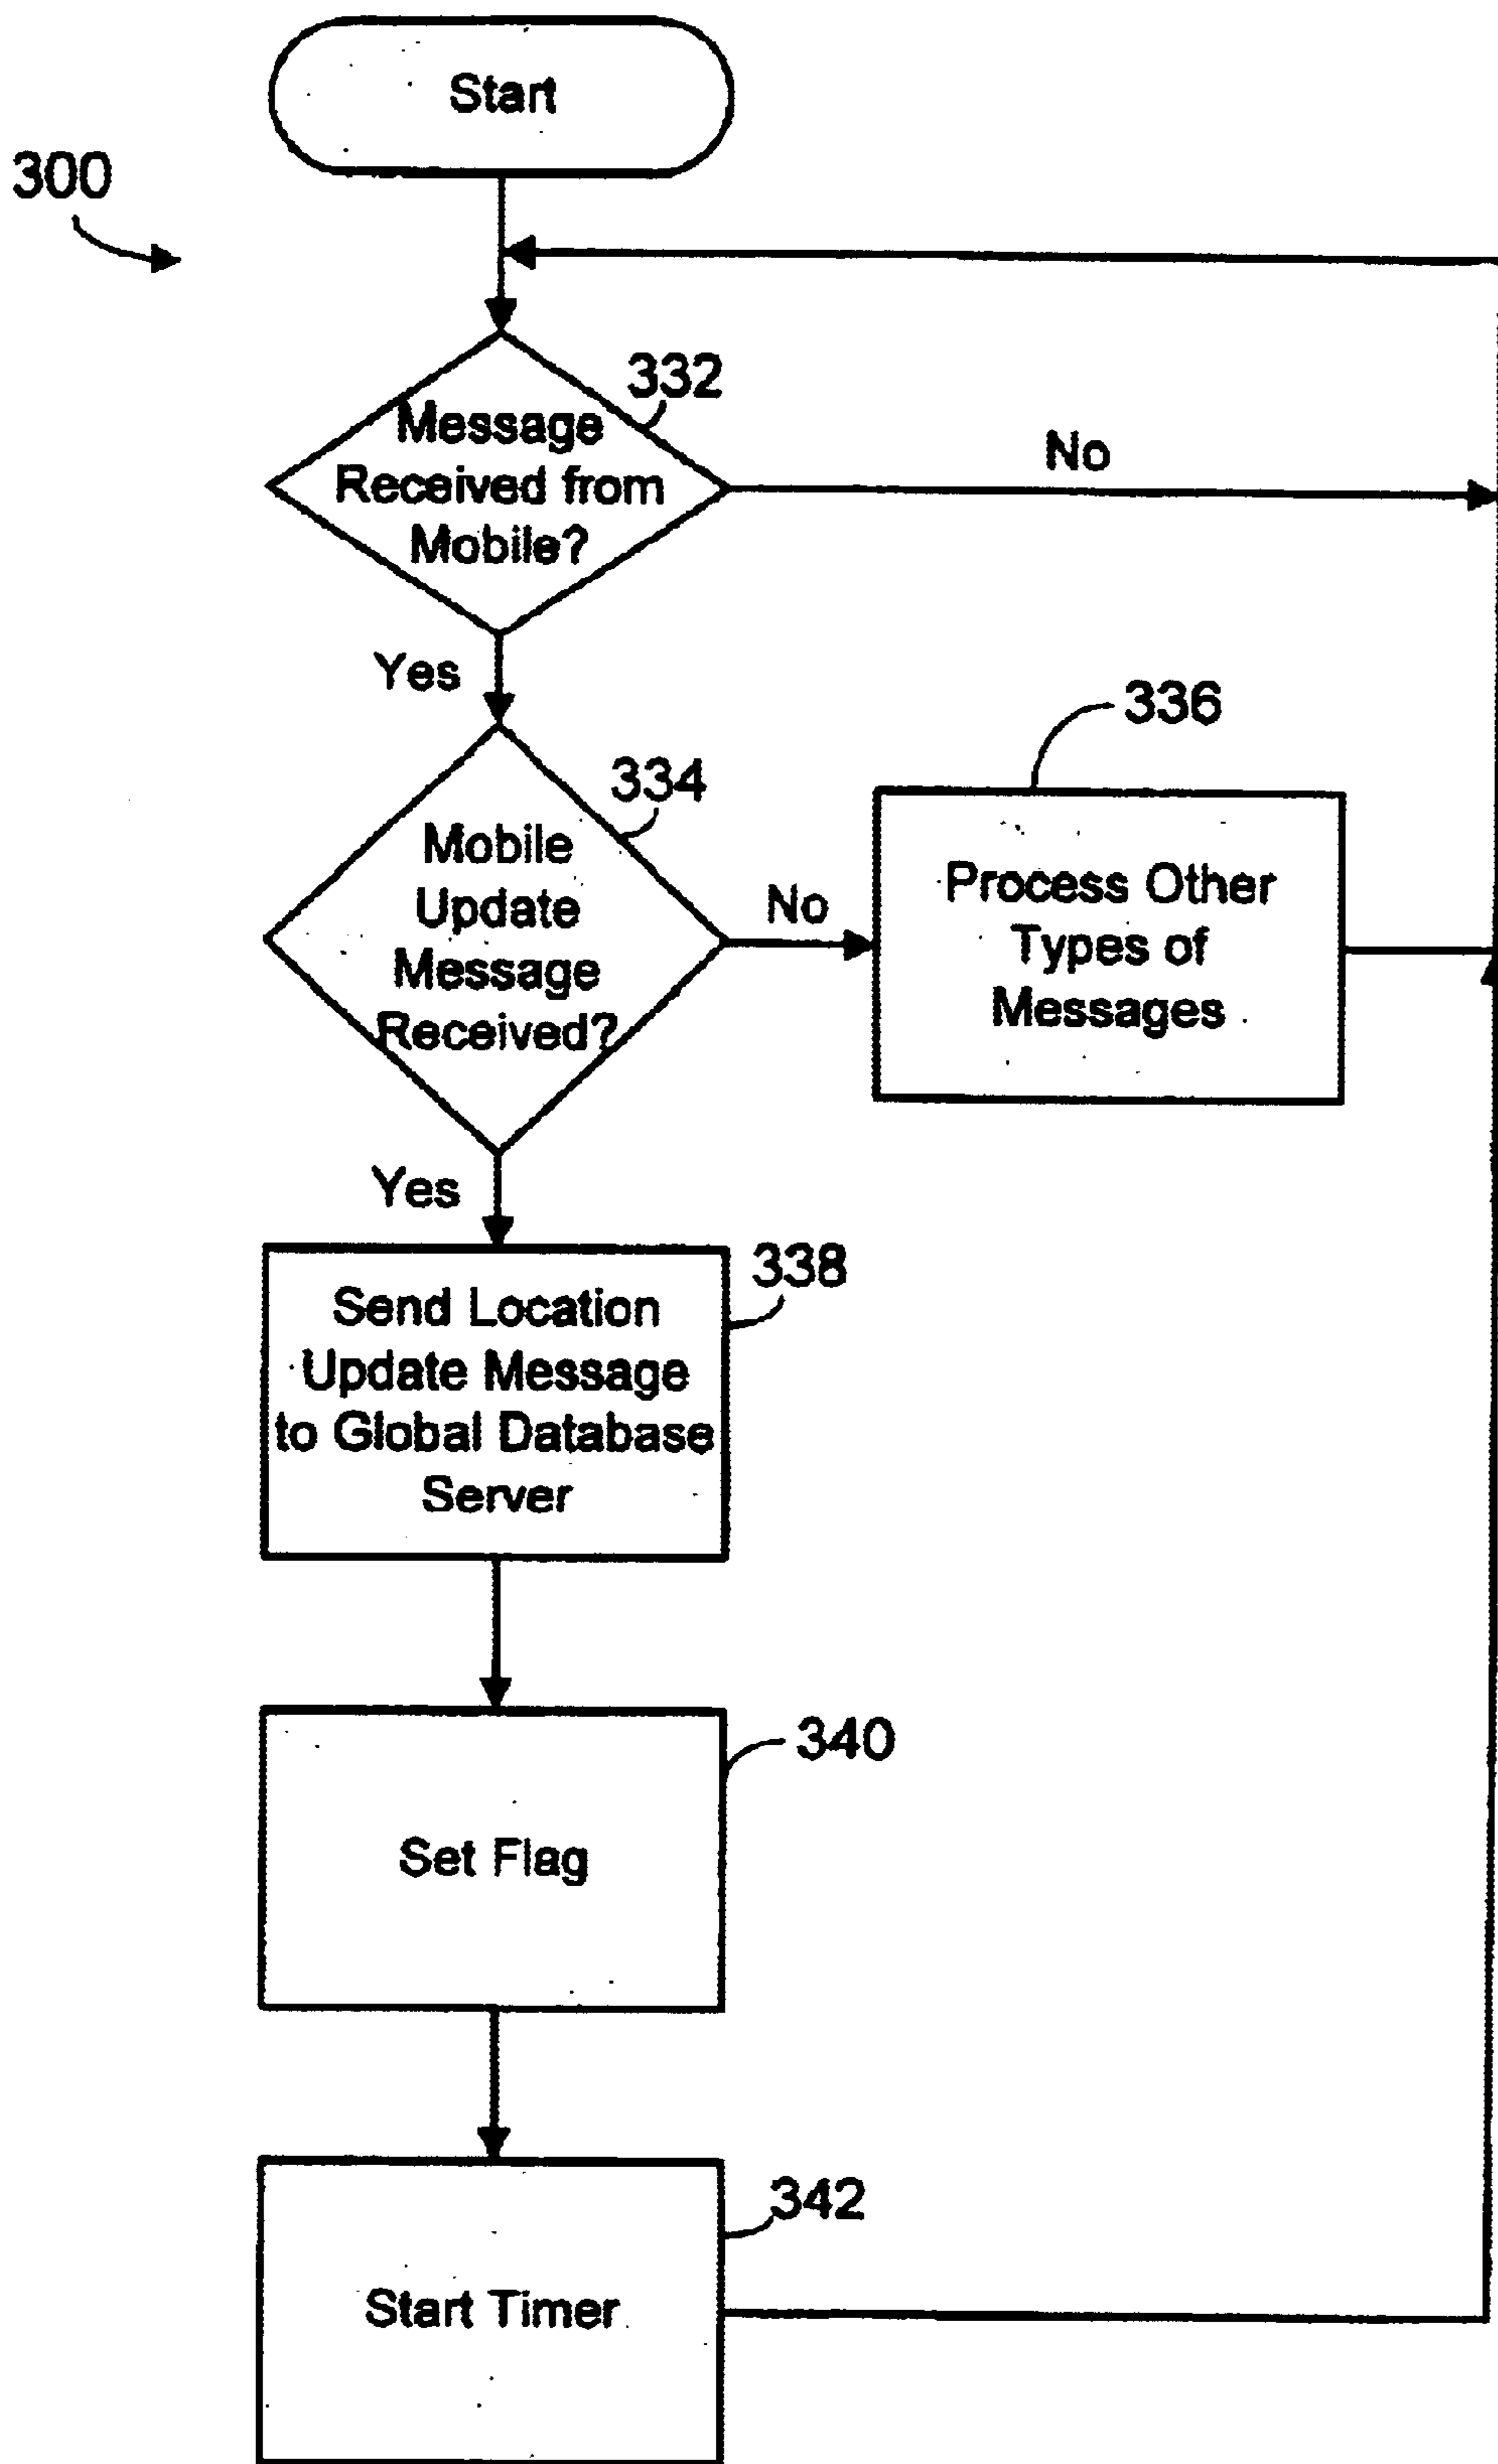 Start
300
332
Message
Received from
Mobile?
No
Yes
336
334
Mobile
Update
Message
Received?
No
Process Other
Types of
Messages
Yes
338
Send Location
Update Message
to Global Database
Server
340
Set Flag
342
Start Timer